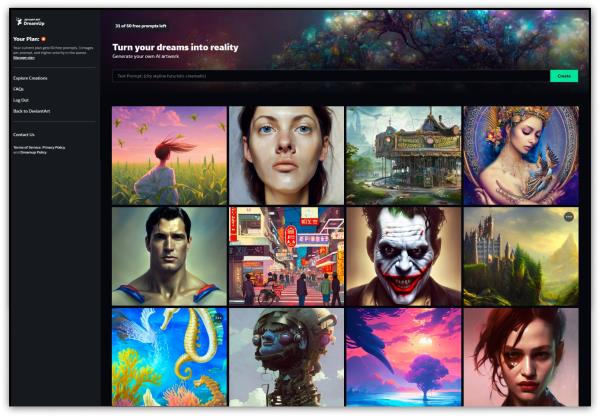 DEVIANT ART
DreamUp
Your Plan:
Your current plan gets 50 free prompts, 3 images
per prompt, and higher priority in the queue.
Manage plan
Explore Creations
FAQs
Log Out
Back to DeviantArt
Contact Us
Terms of Service, Privacy Policy,
and DreamUp Policy.
31 of 50 free prompts left
Turn your dreams into reality
Generate your own AI artwork.
Text Prompt: (city skyline futuristic cinematic)
Create